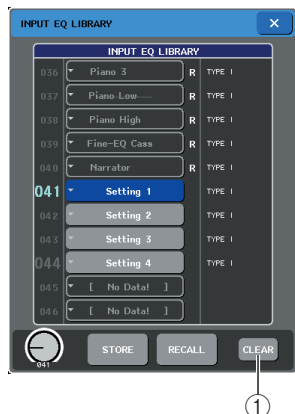 INPUT EQ LIBRARY ×
INPUT EQ LIBRARY
036 Piano 3 R TYPE I
037 Piano Low R TYPE I
038 Piano High R TYPE I
039 Fine-EQ Cass R TYPE I
040 Narrator R TYPE I
041 Setting 1 TYPE I
042 Setting 2 TYPE I
043 Setting 3 TYPE I
044 Setting 4 TYPE I
045 [ No Data! ]
046 [ No Data! ]
041 STORE RECALL CLEAR
1